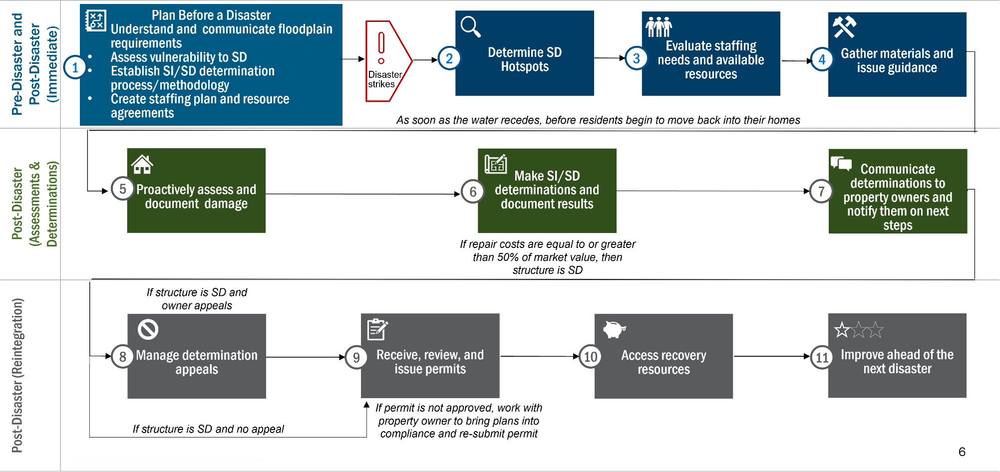 Pre-Disaster and
Post-Disaster
(Immediate)
1
Plan Before a Disaster
Understand and communicate floodplain
requirements
• Assess vulnerability to SD
• Establish SI/SD determination
process/methodology
• Create staffing plan and resource
agreements
Disaster
strikes
2
Determine SD
Hotspots
3
Evaluate staffing
needs and available
resources
4
Gather materials and
issue guidance
As soon as the water recedes, before residents begin to move back into their homes
Post-Disaster
(Assessments &
Determinations)
5
Proactively assess and
document damage
6
Make SI/SD
determinations and
document results
If repair costs are equal to or greater
than 50% of market value, then
structure is SD
7
Communicate
determinations to
property owners and
notify them on next
steps
Post-Disaster (Reintegration)
If structure is SD and
owner appeals
8
Manage determination
appeals
If structure is SD and no appeal
9
Receive, review, and
issue permits
If permit is not approved, work with
property owner to bring plans into
compliance and re-submit permit
10
Access recovery
resources
11
Improve ahead of the
next disaster
6